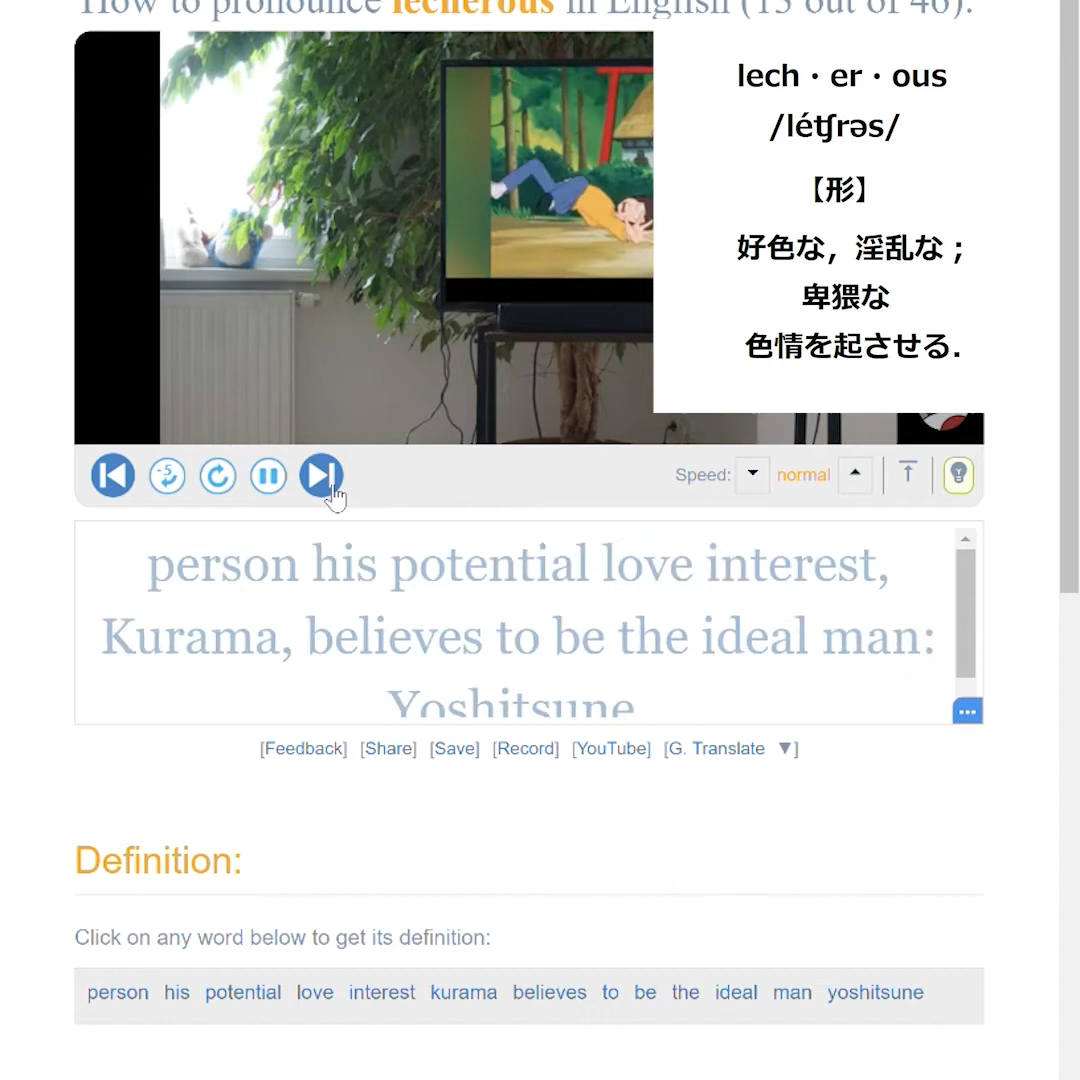 How to pronounce lecherous in English (15 out of 46):
lech・er・ous
/létʃrəs/
【形】
好色な，淫乱な；
卑猥な
色情を起させる．
-5
Speed: normal
person his potential love interest,
Kurama, believes to be the ideal man:
Yoshitsune
[Feedback] [Share] [Save] [Record] [YouTube] [G. Translate ▼]
Definition:
Click on any word below to get its definition:
person his potential love interest kurama believes to be the ideal man yoshitsune